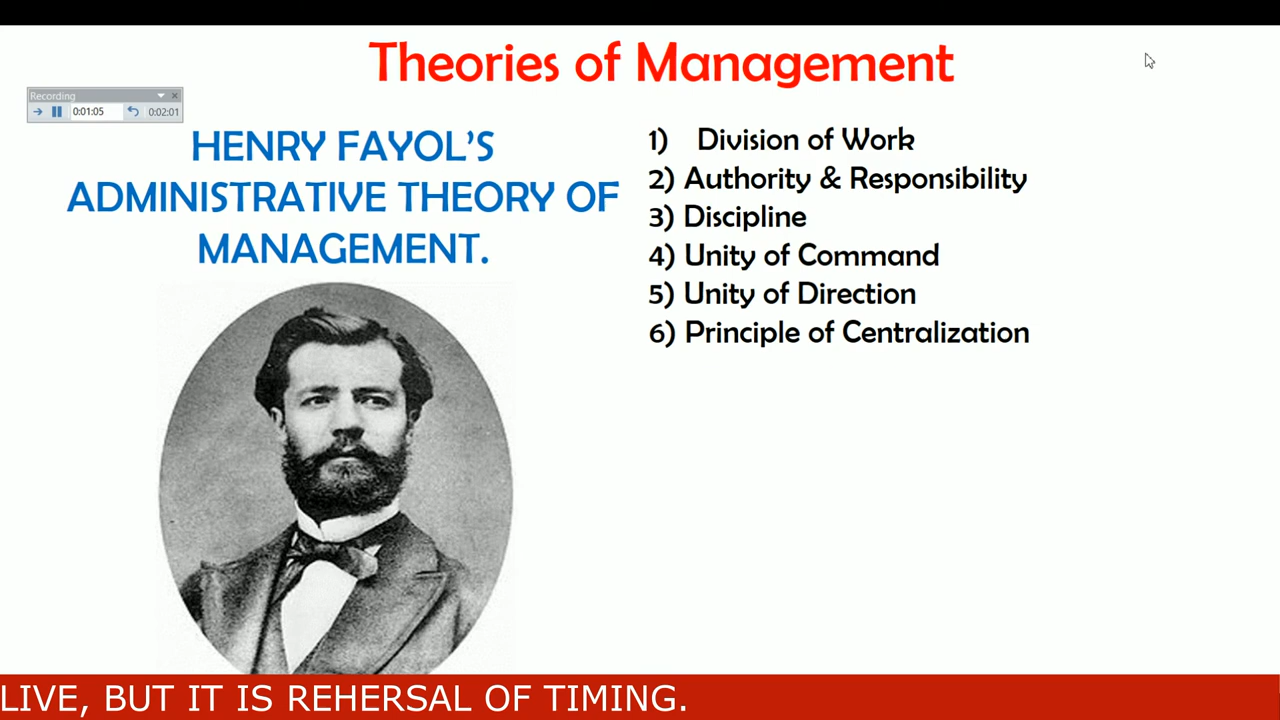 Theories of Management
Recording
0:01:05
0:02:01
HENRY FAYOL'S
ADMINISTRATIVE THEORY OF
MANAGEMENT.
1) Division of Work
2) Authority & Responsibility
3) Discipline
4) Unity of Command
5) Unity of Direction
6) Principle of Centralization
LIVE, BUT IT IS REHERSAL OF TIMING.